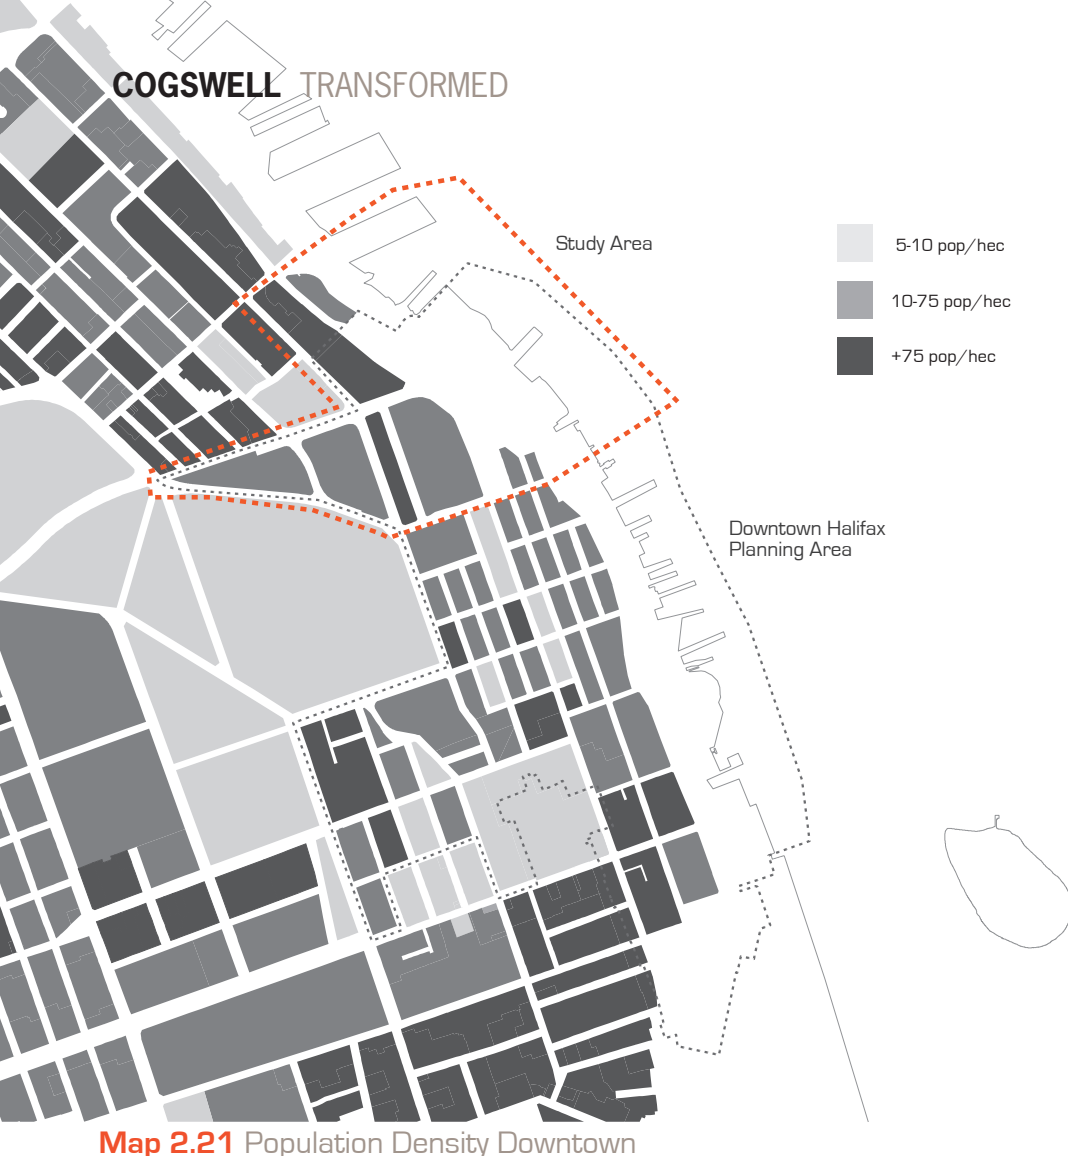 COGSWELL TRANSFORMED
Study Area
5-10 pop/hec
10-75 pop/hec
+75 pop/hec
Downtown Halifax
Planning Area
Map 2.21 Population Density Downtown